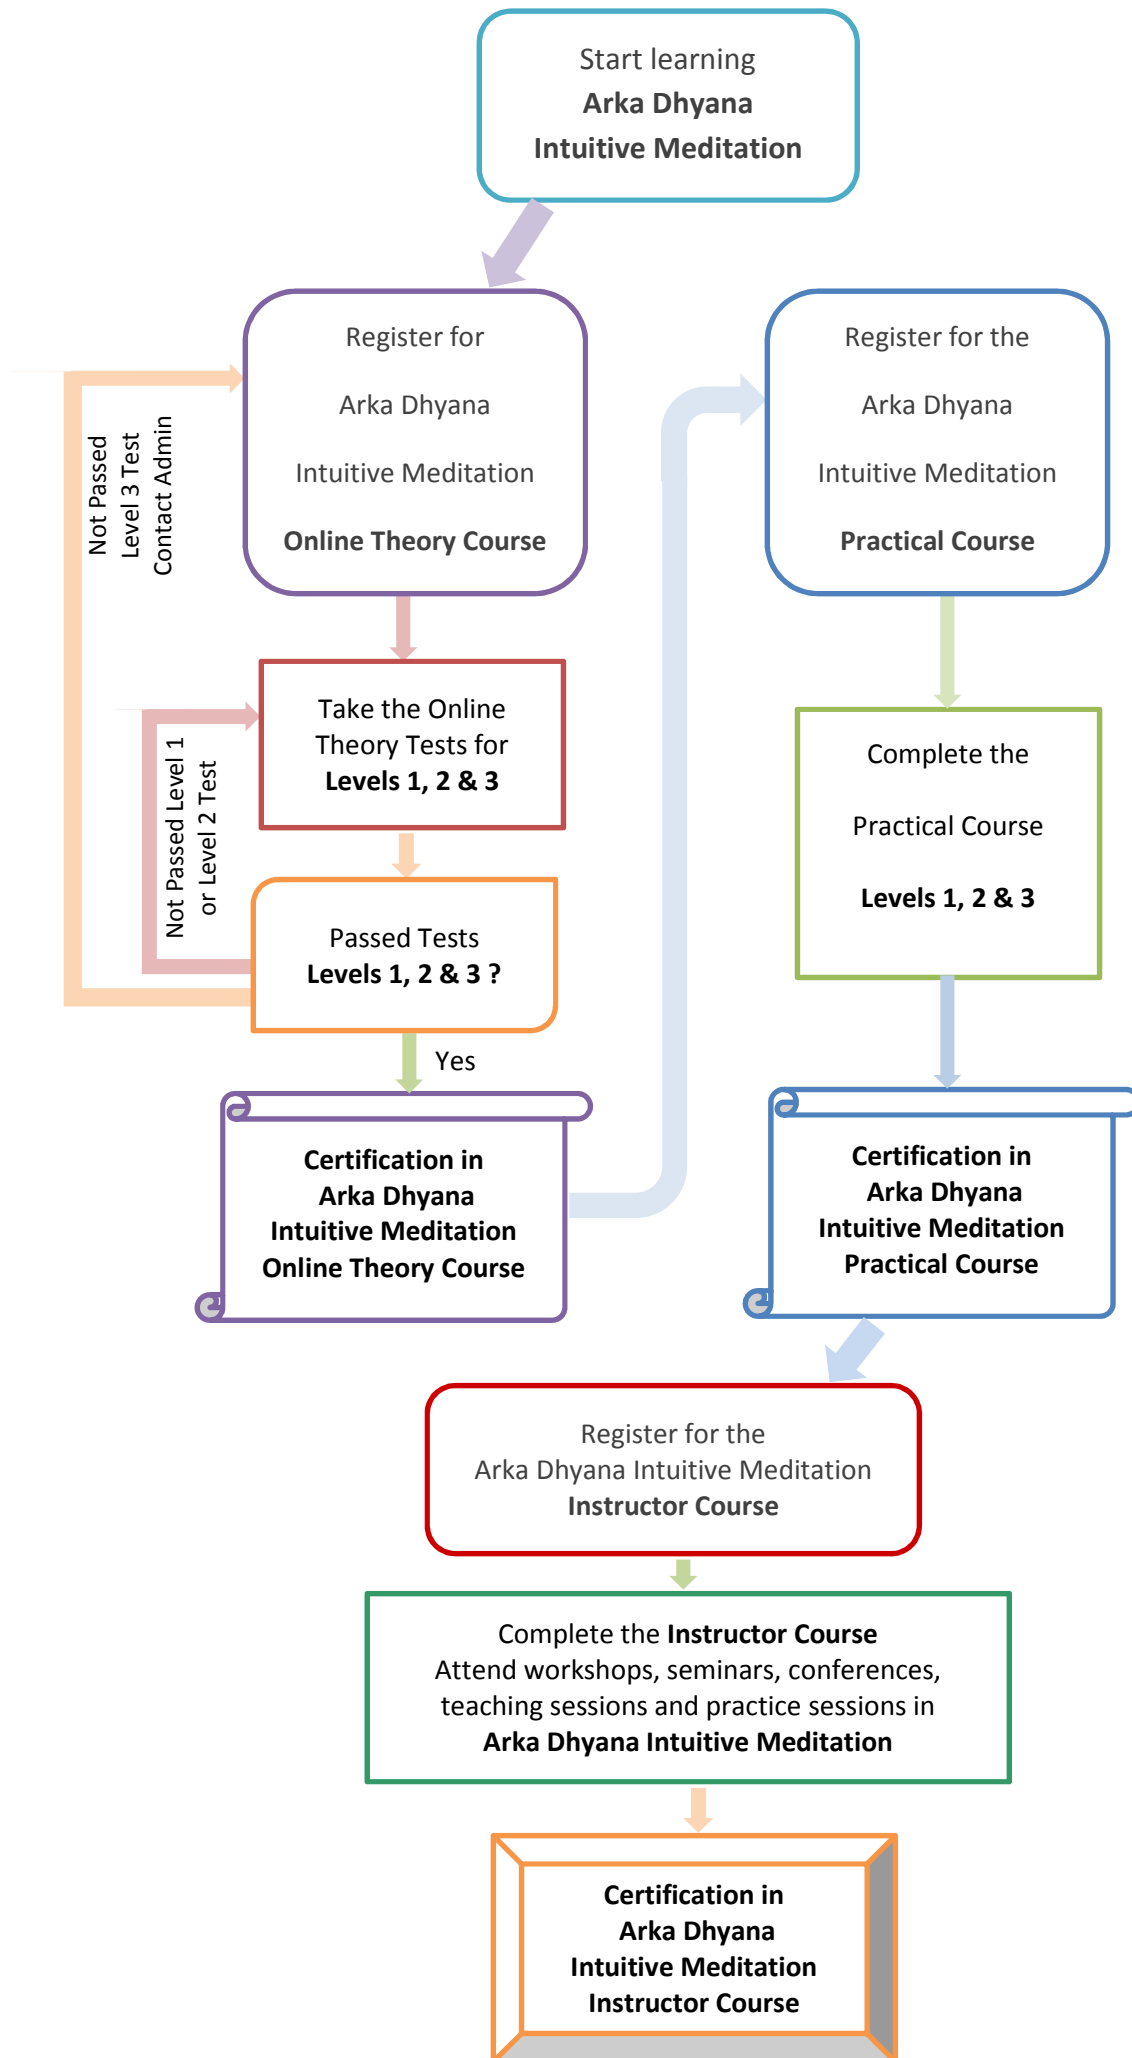 Start learning
Arka Dhyana
Intuitive Meditation
Register for
Arka Dhyana
Intuitive Meditation
Online Theory Course
Not Passed
Level 3 Test
Contact Admin
Take the Online
Theory Tests for
Levels 1, 2 & 3
Not Passed Level 1
or Level 2 Test
Passed Tests
Levels 1, 2 & 3 ?
Yes
Certification in
Arka Dhyana
Intuitive Meditation
Online Theory Course
Register for the
Arka Dhyana
Intuitive Meditation
Practical Course
Complete the
Practical Course
Levels 1, 2 & 3
Certification in
Arka Dhyana
Intuitive Meditation
Practical Course
Register for the
Arka Dhyana Intuitive Meditation
Instructor Course
Complete the Instructor Course
Attend workshops, seminars, conferences,
teaching sessions and practice sessions in
Arka Dhyana Intuitive Meditation
Certification in
Arka Dhyana
Intuitive Meditation
Instructor Course